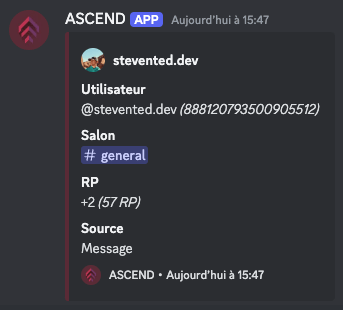 ASCEND APP Aujourd'hui à 15:47
stevented.dev
Utilisateur
@stevented.dev (888120793500905512)
Salon
# general
RP
+2 (57 RP)
Source
Message
ASCEND • Aujourd'hui à 15:47